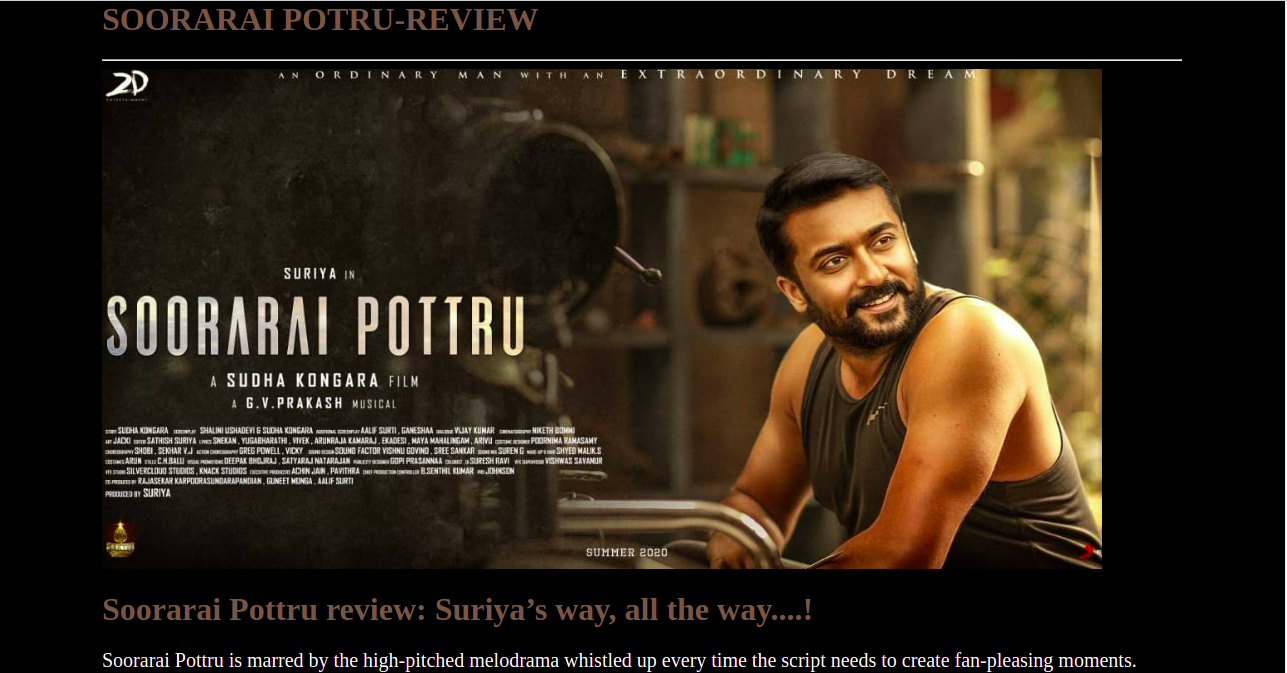 SOORARAI POTRU-REVIEW
2D
ENTERTAINMENT
AN ORDINARY MAN WITH AN EXTRAORDINARY DREAM
SURIYA IN
SOORARAI POTTRU
A SUDHA KONGARA FILM
A G.V.PRAKASH MUSICAL
STORY SUDHA KONGARA SCREENPLAY SHALINI USHADEVI & SUDHA KONGARA ADDITIONAL SCREENPLAY AALIF SURTI , GANESHAA DIALOGUE VIJAY KUMAR CINEMATOGRAPHY NIKETH BOMMI
ART JACKI EDITOR SATHISH SURIYA LYRICS SNEKAN , YUGABHARATHI , VIVEK , ARUNRAJA KAMARAJ , EKADESI , MAYA MAHALINGAM , ARIVU COSTUME DESIGNER POORNIMA RAMASAMY
CHOREOGRAPHY SHOBI , SEKHAR V.J ACTION CHOREOGRAPHY GREG POWELL , VICKY SOUND DESIGN SOUND FACTOR VISHNU GOVIND , SREE SANKAR SOUND MIX SUREN G MAKE-UP & HAIR SHYED MALIK.S
COSTUMES ARUN STILLS C.H.BALU VISUAL PROMOTIONS DEEPAK BHOJRAJ , SATYARAJ NATARAJAN PUBLICITY DESIGNER GOPI PRASANNAA COLORIST SURESH RAVI VFX SUPERVISOR VISHWAS SAVANUR
VFX STUDIO SILVERCLOUD STUDIOS , KNACK STUDIOS EXECUTIVE PRODUCERS ACHIN JAIN , PAVITHRA CHIEF PRODUCTION CONTROLLER B.SENTHIL KUMAR PRO JOHNSON
CO-PRODUCED BY RAJASEKAR KARPOORASUNDARAPANDIAN , GUNEET MONGA , AALIF SURTI
PRODUCED BY SURIYA
SUMMER 2020
Soorarai Pottru review: Suriya’s way, all the way....!
Soorarai Pottru is marred by the high-pitched melodrama whistled up every time the script needs to create fan-pleasing moments.